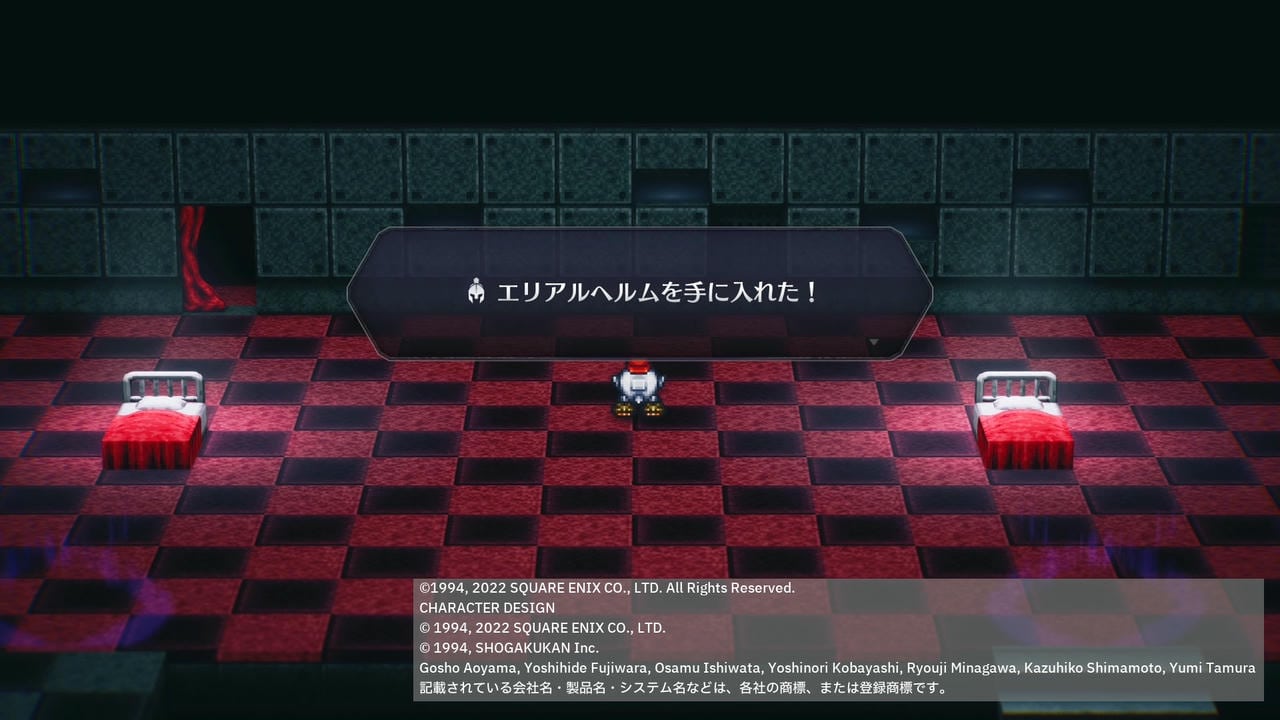 エリアルヘルムを手に入れた！
©1994, 2022 SQUARE ENIX CO., LTD. All Rights Reserved.
CHARACTER DESIGN
© 1994, 2022 SQUARE ENIX CO., LTD.
© 1994, SHOGAKUKAN Inc.
Gosho Aoyama, Yoshihide Fujiwara, Osamu Ishiwata, Yoshinori Kobayashi, Ryouji Minagawa, Kazuhiko Shimamoto, Yumi Tamura
記載されている会社名・製品名・システム名などは、各社の商標、または登録商標です。